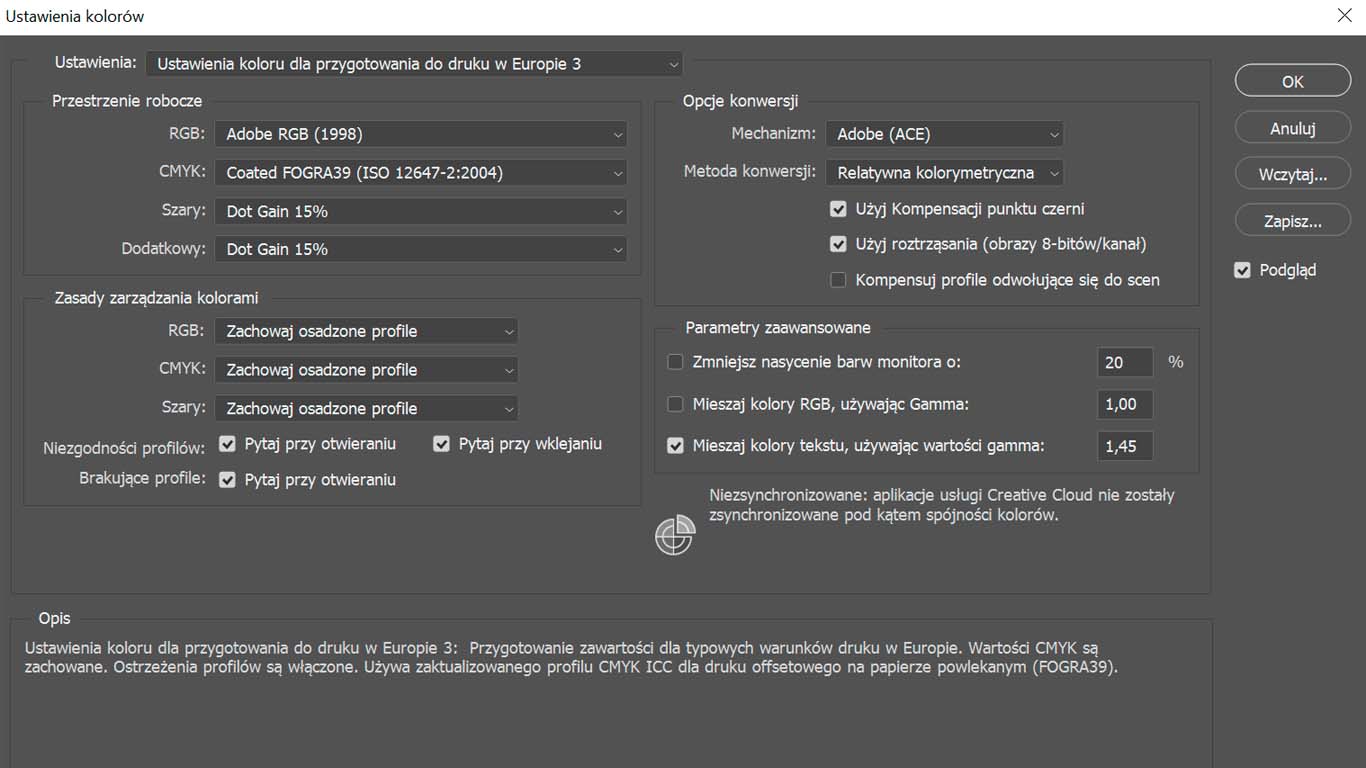 Ustawienia kolorów
Ustawienia: Ustawienia koloru dla przygotowania do druku w Europie 3
Przestrzenie robocze
RGB: Adobe RGB (1998)
CMYK: Coated FOGRA39 (ISO 12647-2:2004)
Szary: Dot Gain 15%
Dodatkowy: Dot Gain 15%
Zasady zarządzania kolorami
RGB: Zachowaj osadzone profile
CMYK: Zachowaj osadzone profile
Szary: Zachowaj osadzone profile
Niezgodności profilów: Pytaj przy otwieraniu Pytaj przy wklejaniu
Brakujące profile: Pytaj przy otwieraniu
Opcje konwersji
Mechanizm: Adobe (ACE)
Metoda konwersji: Relatywna kolorymetryczna
Użyj Kompensacji punktu czerni
Użyj roztrząsania (obrazy 8-bitów/kanał)
Kompensuj profile odwołujące się do scen
Parametry zaawansowane
Zmniejsz nasycenie barw monitora o: 20 %
Mieszaj kolory RGB, używając Gamma: 1,00
Mieszaj kolory tekstu, używając wartości gamma: 1,45
Niezsynchronizowane: aplikacje usługi Creative Cloud nie zostały
zsynchronizowane pod kątem spójności kolorów.
OK
Anuluj
Wczytaj...
Zapisz...
Podgląd
Opis
Ustawienia koloru dla przygotowania do druku w Europie 3:  Przygotowanie zawartości dla typowych warunków druku w Europie. Wartości CMYK są
zachowane. Ostrzeżenia profilów są włączone. Używa zaktualizowanego profilu CMYK ICC dla druku offsetowego na papierze powlekanym (FOGRA39).